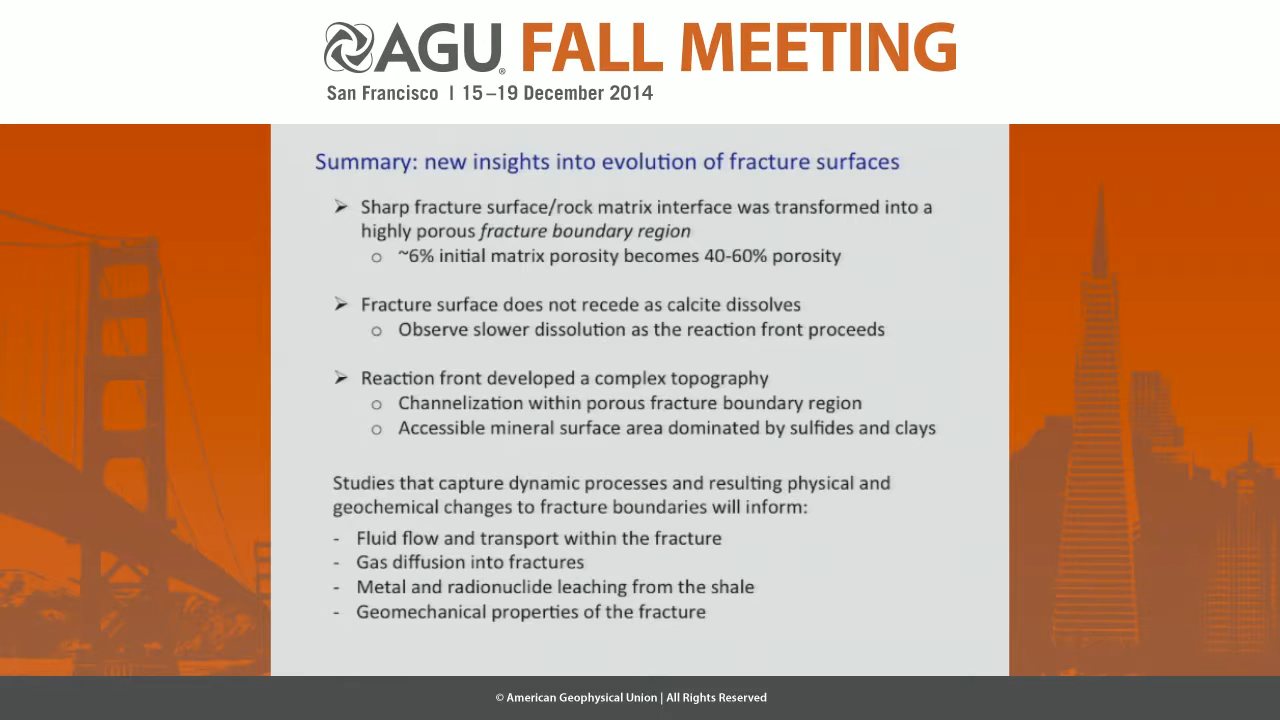 AGU® FALL MEETING
San Francisco | 15–19 December 2014
Summary: new insights into evolution of fracture surfaces
➢ Sharp fracture surface/rock matrix interface was transformed into a
highly porous fracture boundary region
o ~6% initial matrix porosity becomes 40-60% porosity
➢ Fracture surface does not recede as calcite dissolves
o Observe slower dissolution as the reaction front proceeds
➢ Reaction front developed a complex topography
o Channelization within porous fracture boundary region
o Accessible mineral surface area dominated by sulfides and clays
Studies that capture dynamic processes and resulting physical and
geochemical changes to fracture boundaries will inform:
- Fluid flow and transport within the fracture
- Gas diffusion into fractures
- Metal and radionuclide leaching from the shale
- Geomechanical properties of the fracture
© American Geophysical Union | All Rights Reserved